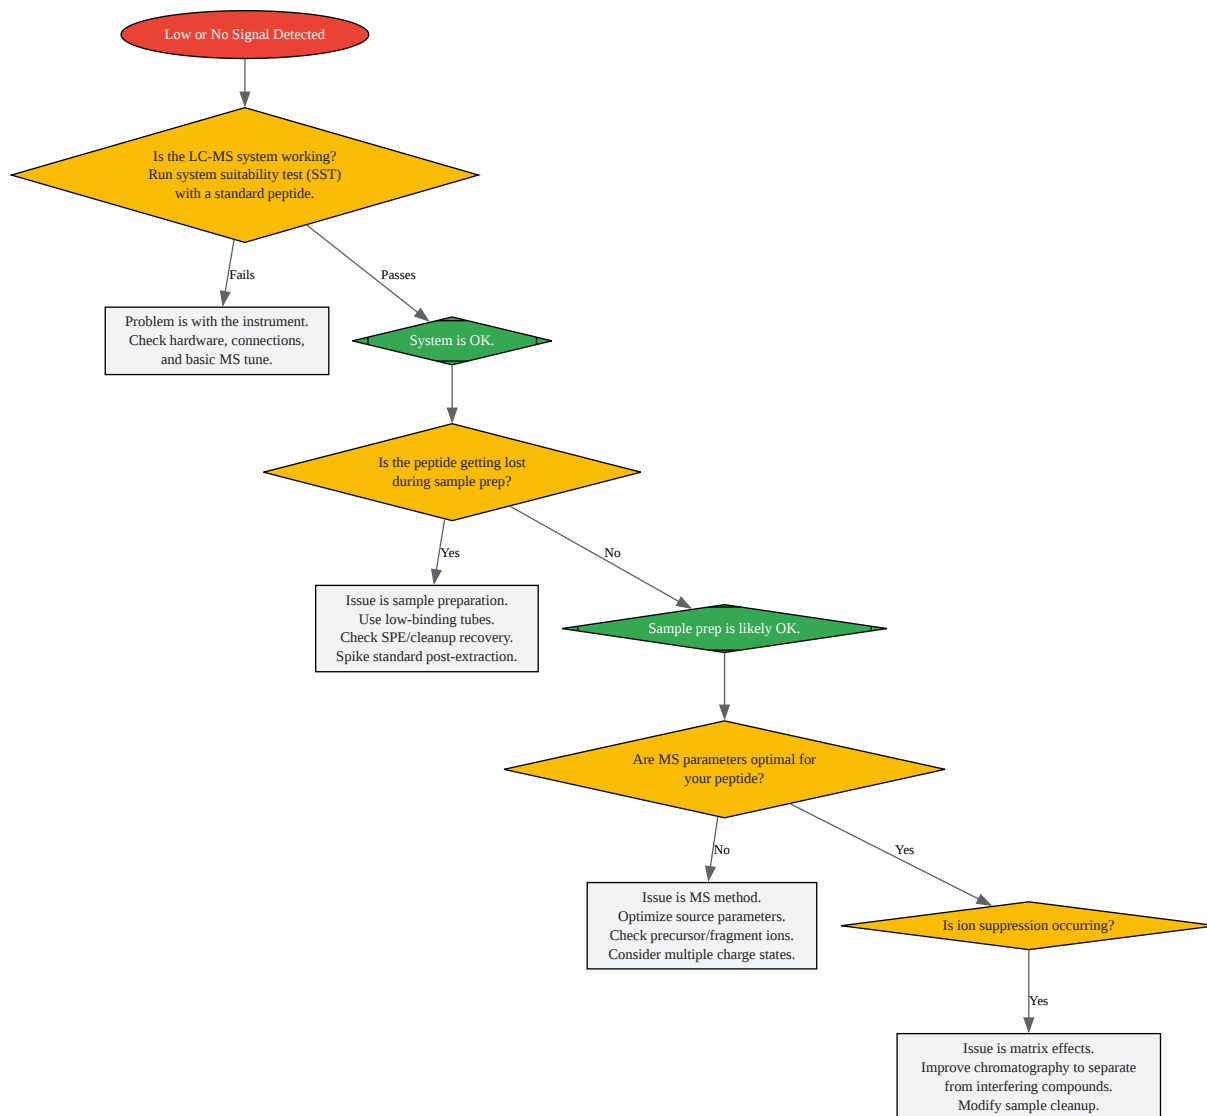 Low or No Signal Detected
Is the LC-MS system working?
Run system suitability test (SST)
with a standard peptide.
Fails
Passes
Problem is with the instrument.
Check hardware, connections,
and basic MS tune.
System is OK.
Is the peptide getting lost
during sample prep?
Yes
No
Issue is sample preparation.
Use low-binding tubes.
Check SPE/cleanup recovery.
Spike standard post-extraction.
Sample prep is likely OK.
Are MS parameters optimal for
your peptide?
No
Yes
Issue is MS method.
Optimize source parameters.
Check precursor/fragment ions.
Consider multiple charge states.
Is ion suppression occurring?
Yes
Issue is matrix effects.
Improve chromatography to separate
from interfering compounds.
Modify sample cleanup.